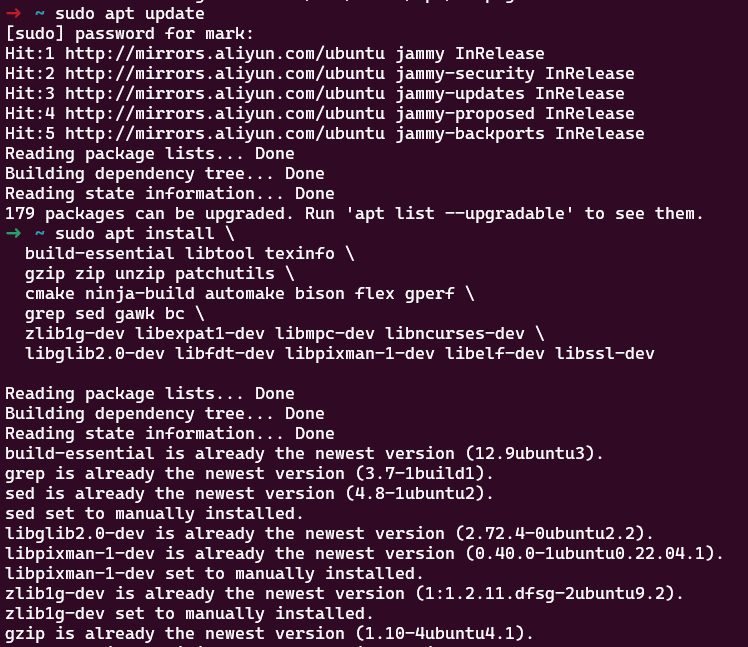 → ~ sudo apt update
[sudo] password for mark:
Hit:1 http://mirrors.aliyun.com/ubuntu jammy InRelease
Hit:2 http://mirrors.aliyun.com/ubuntu jammy-security InRelease
Hit:3 http://mirrors.aliyun.com/ubuntu jammy-updates InRelease
Hit:4 http://mirrors.aliyun.com/ubuntu jammy-proposed InRelease
Hit:5 http://mirrors.aliyun.com/ubuntu jammy-backports InRelease
Reading package lists... Done
Building dependency tree... Done
Reading state information... Done
179 packages can be upgraded. Run 'apt list --upgradable' to see them.
→ ~ sudo apt install \
  build-essential libtool texinfo \
  gzip zip unzip patchutils \
  cmake ninja-build automake bison flex gperf \
  grep sed gawk bc \
  zlib1g-dev libexpat1-dev libmpc-dev libncurses-dev \
  libglib2.0-dev libfdt-dev libpixman-1-dev libelf-dev libssl-dev
Reading package lists... Done
Building dependency tree... Done
Reading state information... Done
build-essential is already the newest version (12.9ubuntu3).
grep is already the newest version (3.7-1build1).
sed is already the newest version (4.8-1ubuntu2).
sed set to manually installed.
libglib2.0-dev is already the newest version (2.72.4-0ubuntu2.2).
libpixman-1-dev is already the newest version (0.40.0-1ubuntu0.22.04.1).
libpixman-1-dev set to manually installed.
zlib1g-dev is already the newest version (1:1.2.11.dfsg-2ubuntu9.2).
zlib1g-dev set to manually installed.
gzip is already the newest version (1.10-4ubuntu4.1).